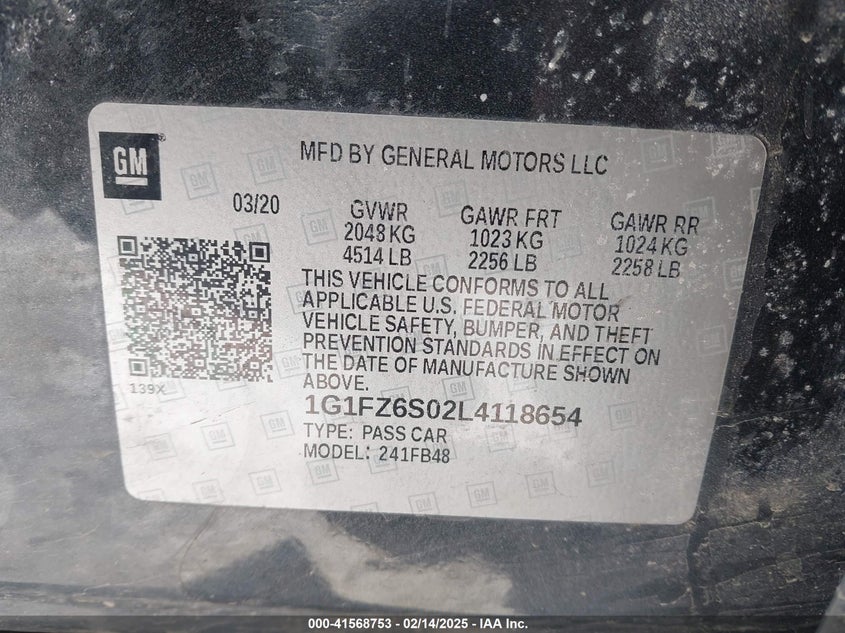 GM
MFD BY GENERAL MOTORS LLC
03/20
GVWR
2048 KG
4514 LB
GAWR FRT
1023 KG
2256 LB
GAWR RR
1024 KG
2258 LB
THIS VEHICLE CONFORMS TO ALL
APPLICABLE U.S. FEDERAL MOTOR
VEHICLE SAFETY, BUMPER, AND THEFT
PREVENTION STANDARDS IN EFFECT ON
THE DATE OF MANUFACTURE SHOWN
ABOVE.
139X
1G1FZ6S02L4118654
TYPE: PASS CAR
MODEL: 241FB48
000-41568753 - 02/14/2025 - IAA Inc.